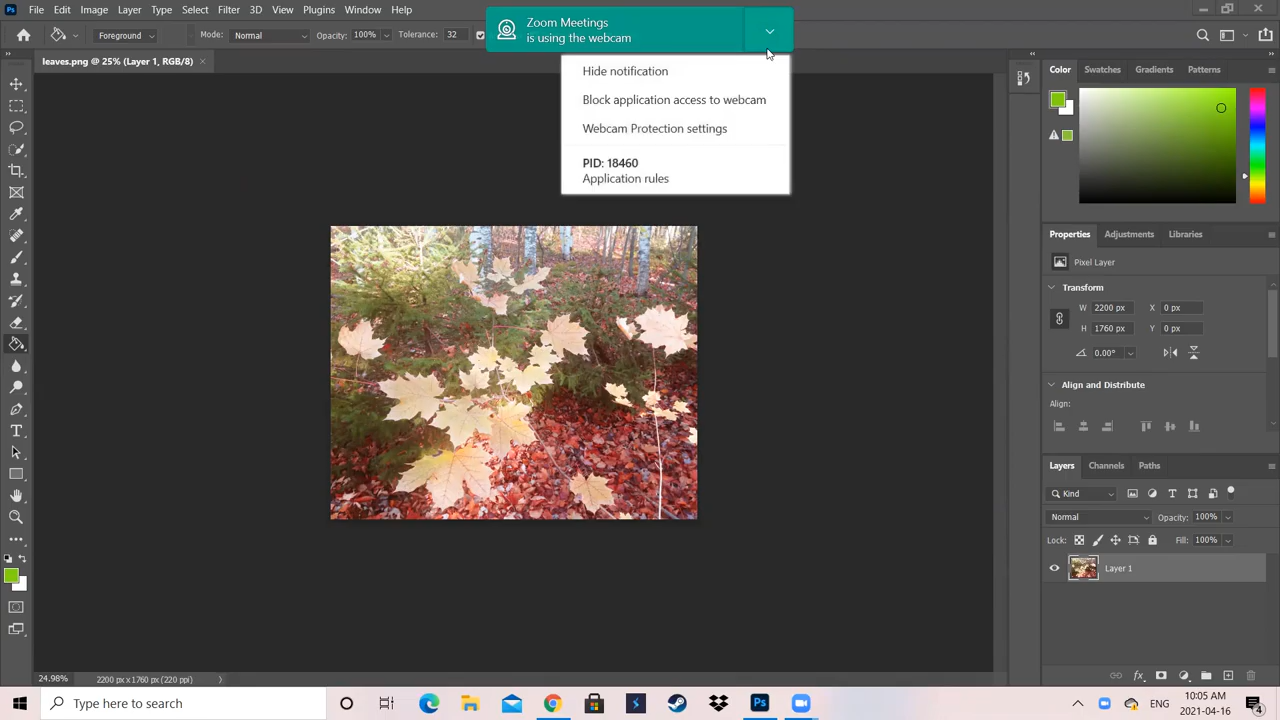 Ps File Edit Image Layer Type Select Filter 3D View Plugins Window Help
Zoom Meetings
is using the webcam
Foreground Mode: Normal Opacity: 100% Tolerance: 32
leaves.png @ 25% (Layer 1, RGB/8)
Hide notification
Block application access to webcam
Webcam Protection settings
PID: 18460
Application rules
Color Swatches Gradients Patterns
Properties Adjustments Libraries
Pixel Layer
Transform
W 2200 px X 0 px
H 1760 px Y 0 px
0.00°
Align and Distribute
Align:
Layers Channels Paths
Kind
Normal Opacity: 100%
Lock: Fill: 100%
Layer 1
24.98% 2200 px x 1760 px (220 ppi)
Type here to search
Ps
ENG
10:05 AM
2021-04-16
4